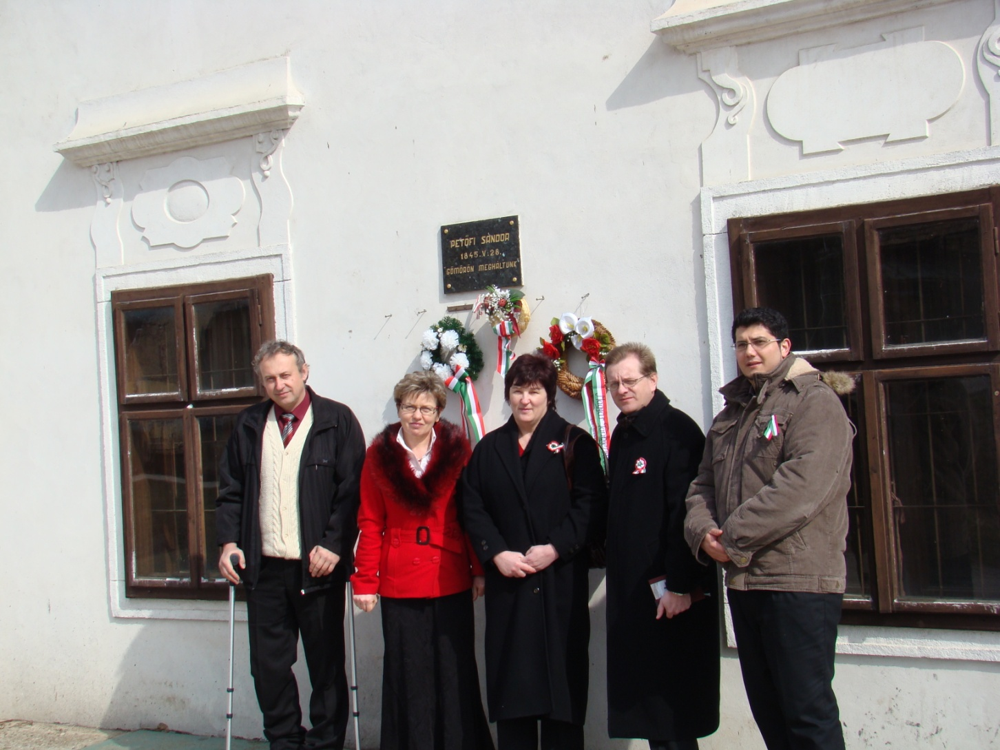 PETŐFI SÁNDOR
1845.V.28.
"GÖMÖRÖN MEGHÁLTUNK"